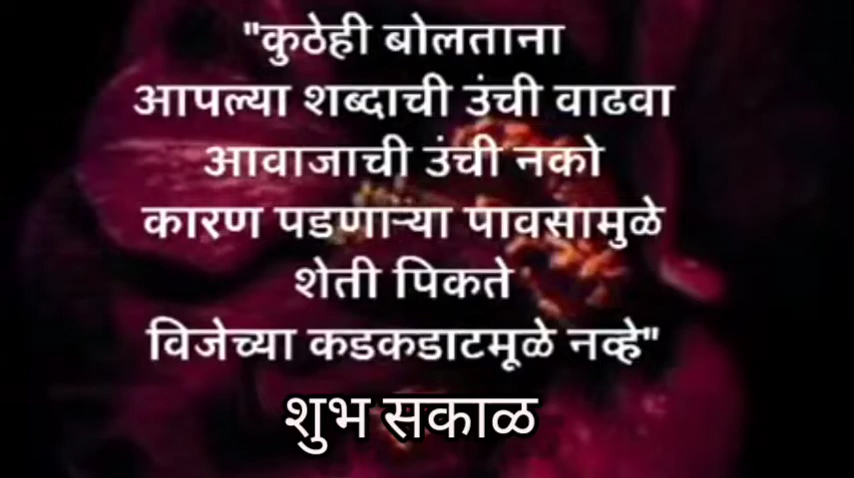 "कुठेही बोलताना
आपल्या शब्दाची उंची वाढवा
आवाजाची उंची नको
कारण पडणाऱ्या पावसामुळे
शेती पिकते
विजेच्या कडकडाटमूळे नव्हे"
शुभ सकाळ